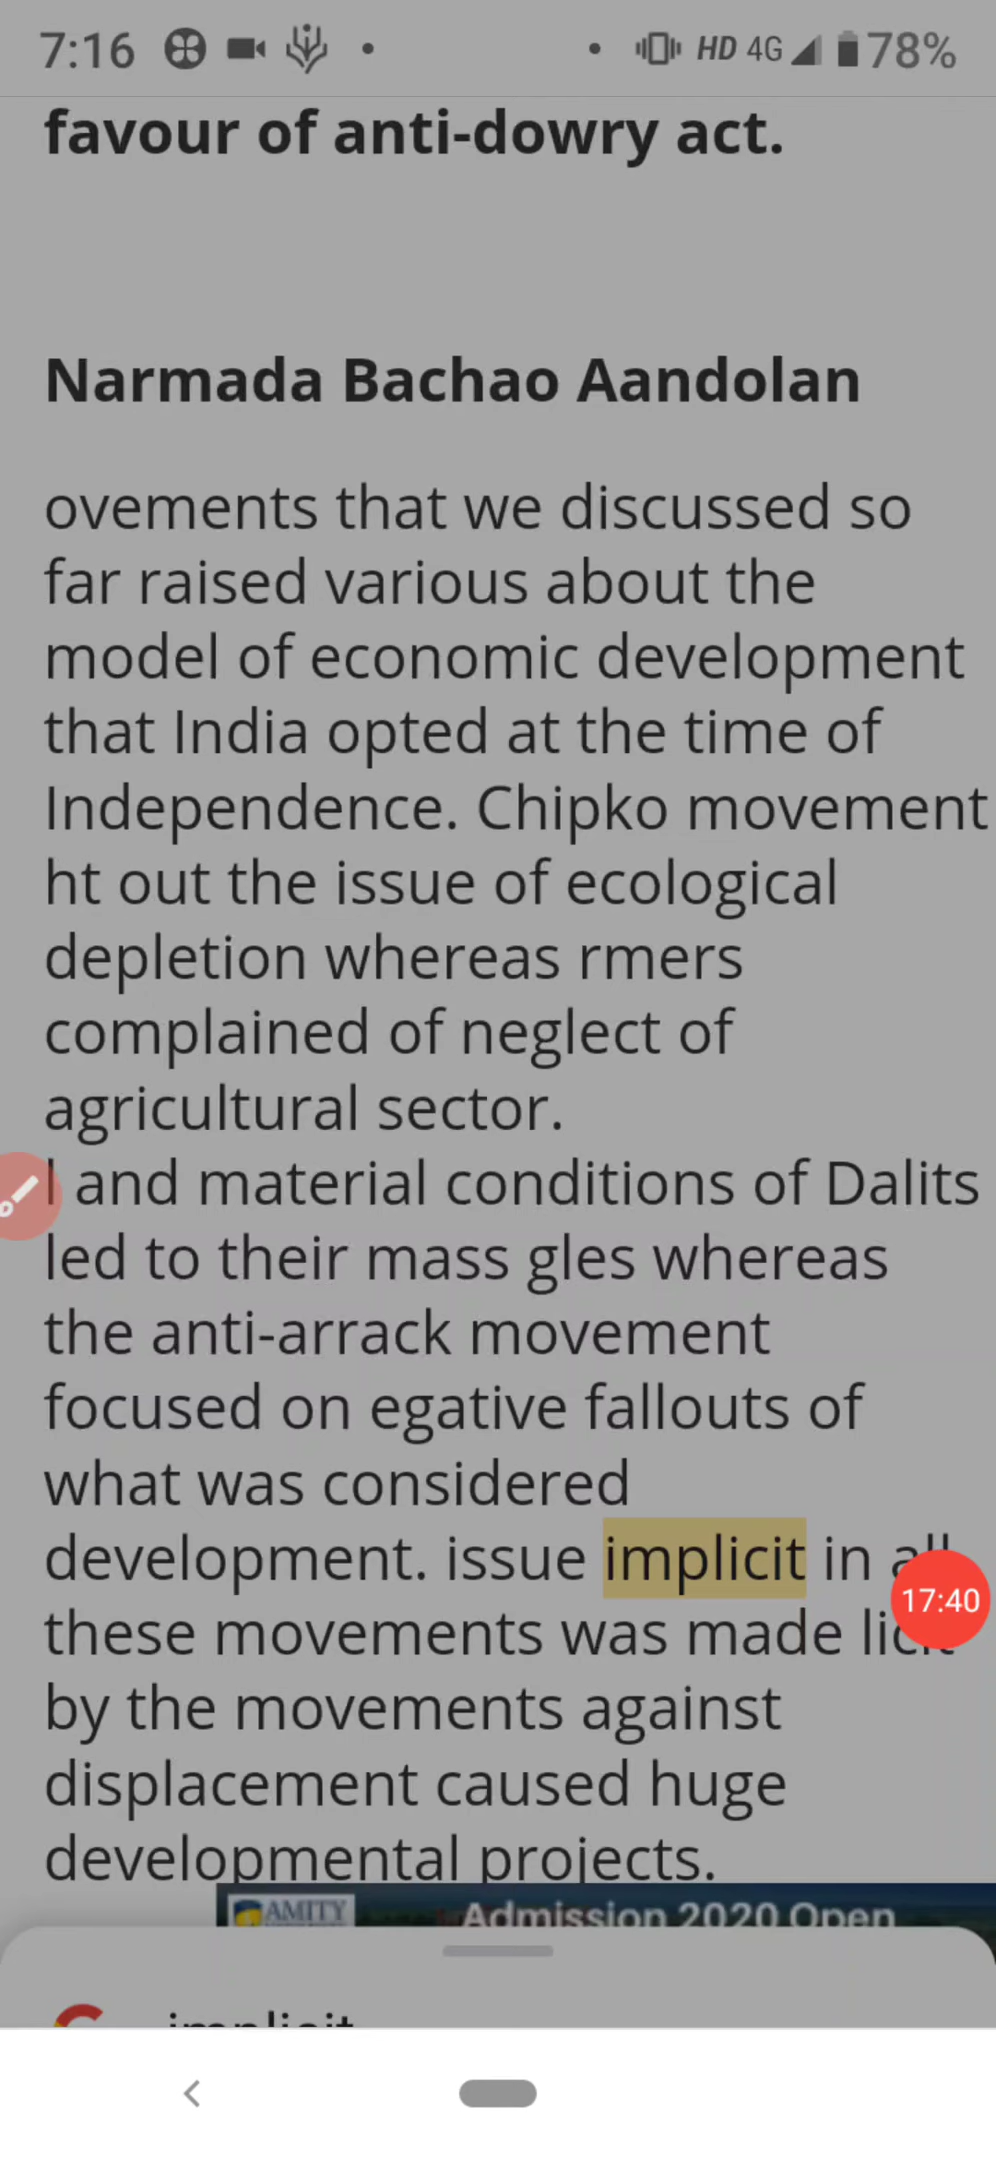 7:16 HD 4G 78%
favour of anti-dowry act.
Narmada Bachao Aandolan
ovements that we discussed so
far raised various about the
model of economic development
that India opted at the time of
Independence. Chipko movement
ht out the issue of ecological
depletion whereas rmers
complained of neglect of
agricultural sector.
l and material conditions of Dalits
led to their mass gles whereas
the anti-arrack movement
focused on egative fallouts of
what was considered
development. issue implicit in all
17:40
these movements was made licit
by the movements against
displacement caused huge
developmental projects.
AMITY
Admission 2020 Open
implicit